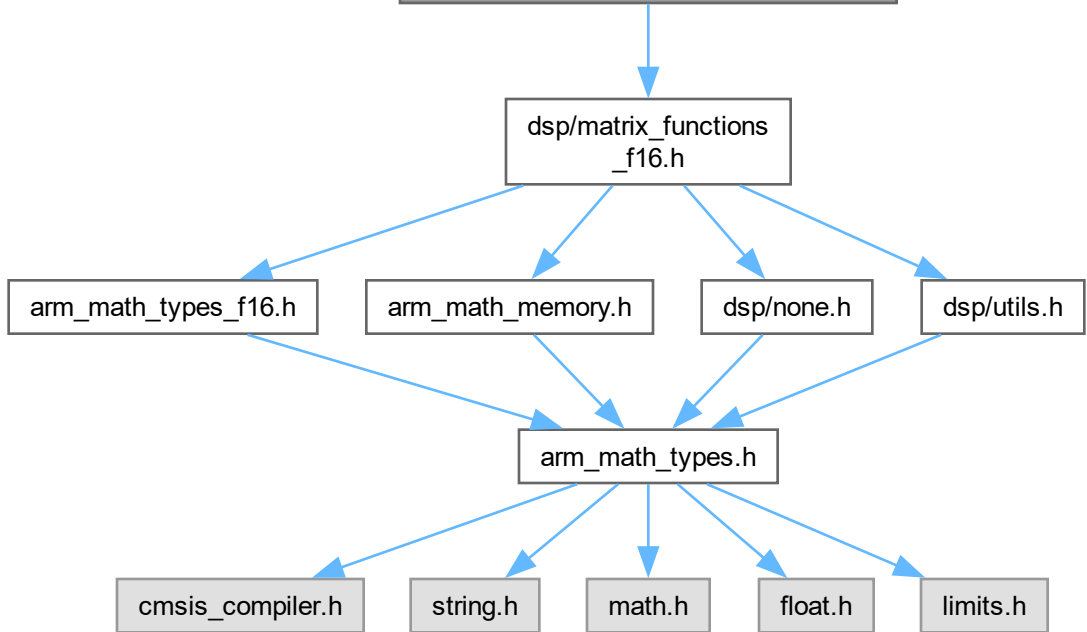 dsp/matrix_functions
_f16.h
arm_math_types_f16.h
arm_math_memory.h
dsp/none.h
dsp/utils.h
arm_math_types.h
cmsis_compiler.h
string.h
math.h
float.h
limits.h